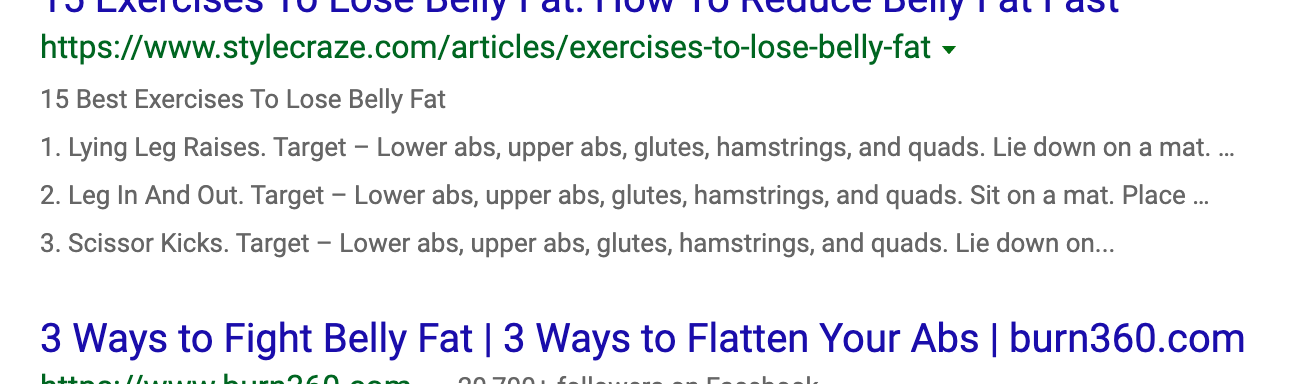 15 Exercises To Lose Belly Fat: How To Reduce Belly Fat Fast
https://www.stylecraze.com/articles/exercises-to-lose-belly-fat
15 Best Exercises To Lose Belly Fat
1. Lying Leg Raises. Target – Lower abs, upper abs, glutes, hamstrings, and quads. Lie down on a mat. ...
2. Leg In And Out. Target – Lower abs, upper abs, glutes, hamstrings, and quads. Sit on a mat. Place ...
3. Scissor Kicks. Target – Lower abs, upper abs, glutes, hamstrings, and quads. Lie down on...
3 Ways to Fight Belly Fat | 3 Ways to Flatten Your Abs | burn360.com
https://www.burn360.com 20,700+ followers on Facebook